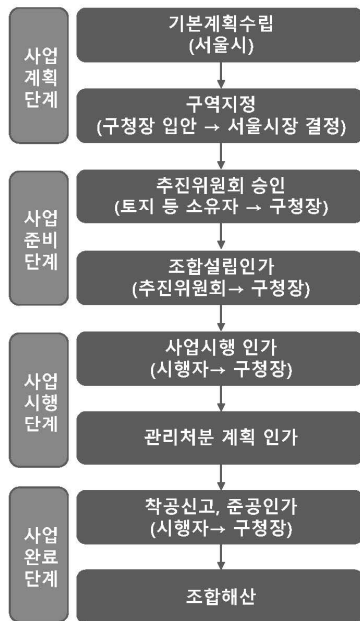 사업
계획
단계
기본계획수립
(서울시)
구역지정
(구청장 입안 → 서울시장 결정)
사업
준비
단계
추진위원회 승인
(토지 등 소유자 → 구청장)
조합설립인가
(추진위원회→ 구청장)
사업
시행
단계
사업시행 인가
(시행자→ 구청장)
관리처분 계획 인가
사업
완료
단계
착공신고, 준공인가
(시행자→ 구청장)
조합해산